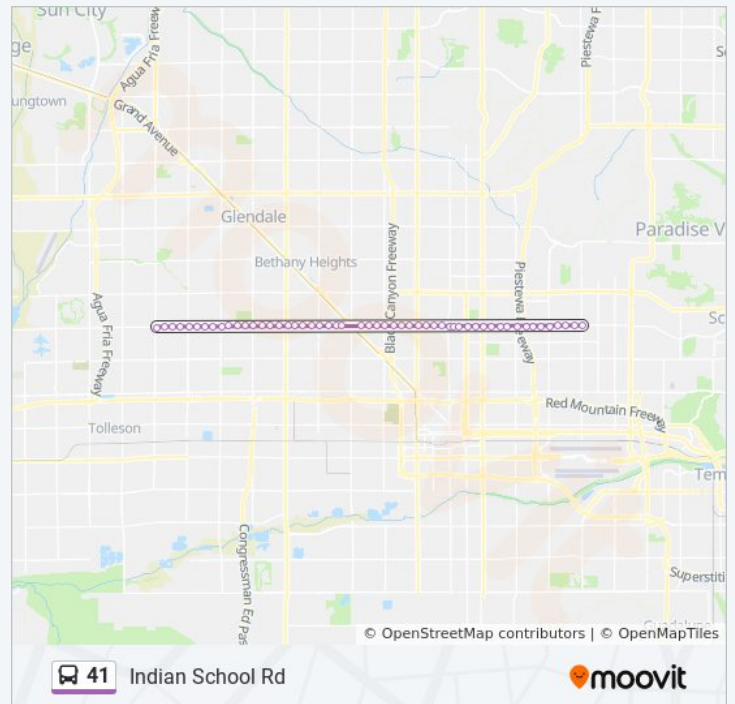 Sun City
Agua Fria Freew
Piestewa F
ge
ungtown
Grand Avenue
Glendale
Paradise V
Black Canyon Freeway
Bethany Heights
Piestewa Freeway
Agua Fria Freeway
Sc
Red Mountain Freeway
Tolleson
Tem
Congressman Ed Pas
Superstiti
© OpenStreetMap contributors | © OpenMapTiles
41 Indian School Rd
moovit